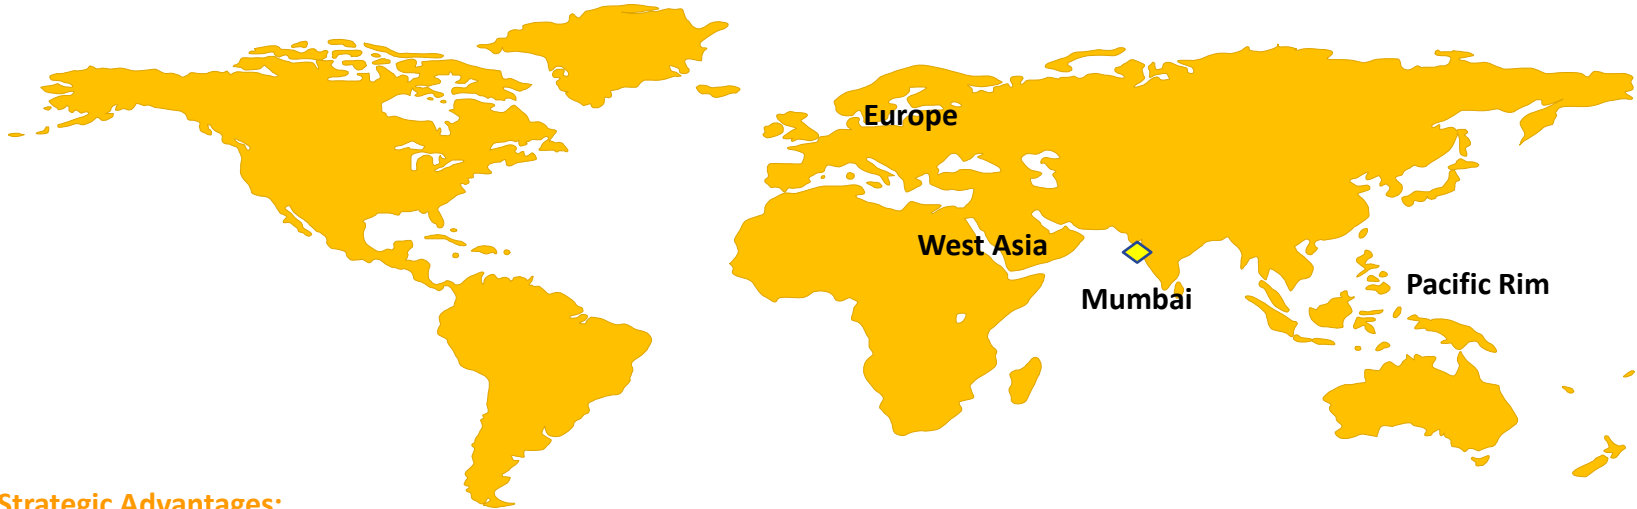 Europe
West Asia
Mumbai
Pacific Rim
Strategic Advantages: